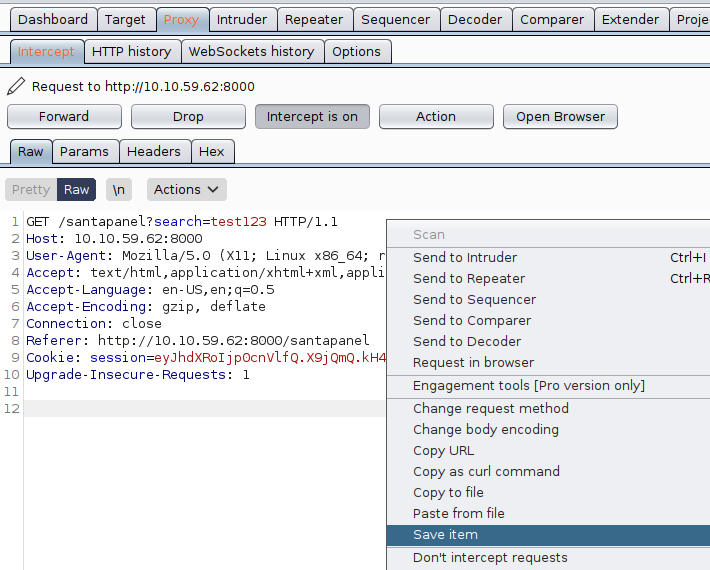 Dashboard Target Proxy Intruder Repeater Sequencer Decoder Comparer Extender Proje
Intercept HTTP history WebSockets history Options
Request to http://10.10.59.62:8000
Forward Drop Intercept is on Action Open Browser
Raw Params Headers Hex
Pretty Raw \n Actions
1 GET /santapanel?search=test123 HTTP/1.1
2 Host: 10.10.59.62:8000
3 User-Agent: Mozilla/5.0 (X11; Linux x86_64; r
4 Accept: text/html,application/xhtml+xml,appli
5 Accept-Language: en-US,en;q=0.5
6 Accept-Encoding: gzip, deflate
7 Connection: close
8 Referer: http://10.10.59.62:8000/santapanel
9 Cookie: session=eyJhdXRoIjpOcnVlfQ.X9jQmQ.kH4
10 Upgrade-Insecure-Requests: 1
11
12
Scan
Send to Intruder Ctrl+I
Send to Repeater Ctrl+R
Send to Sequencer
Send to Comparer
Send to Decoder
Request in browser
Engagement tools [Pro version only]
Change request method
Change body encoding
Copy URL
Copy as curl command
Copy to file
Paste from file
Save item
Don't intercept requests